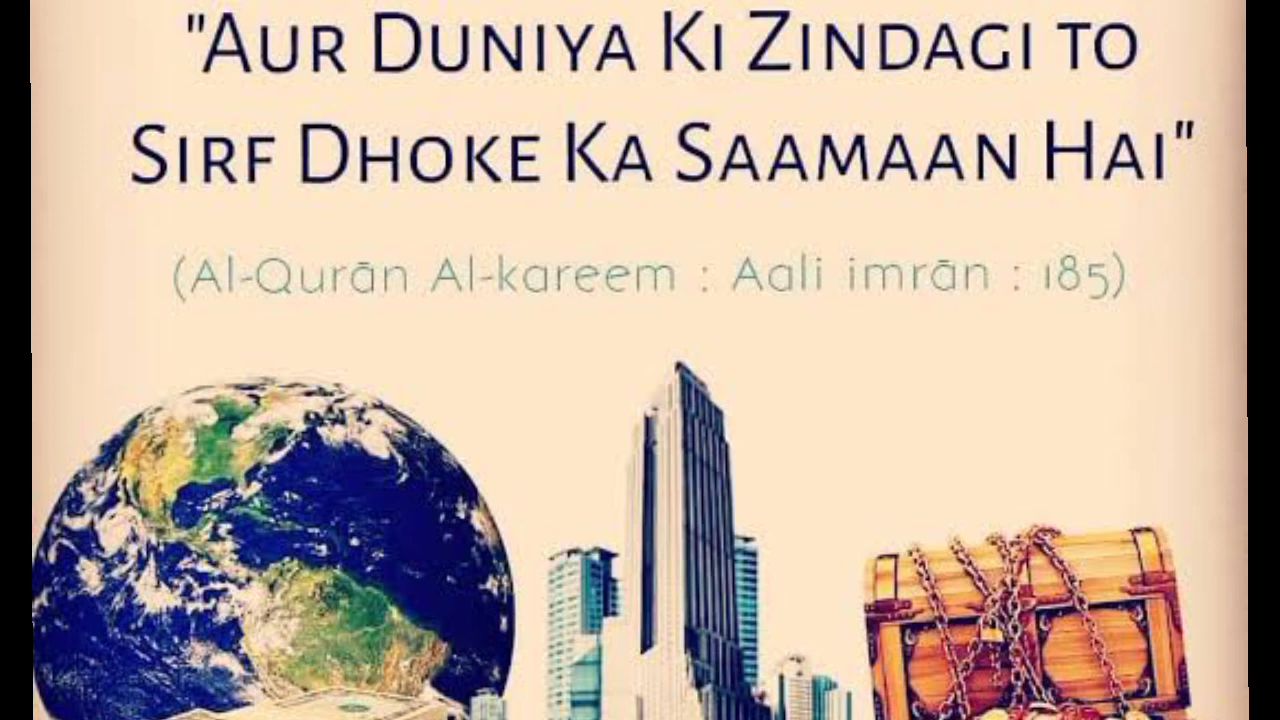 "Aur Duniya Ki Zindagi to
Sirf Dhoke Ka Saamaan Hai"
(Al-Qurān Al-kareem : Aali imrān : 185)